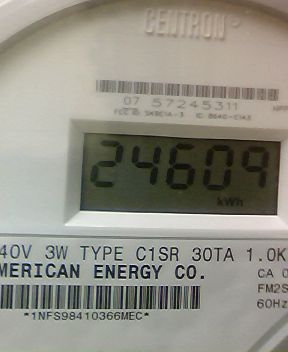 CENTRON®
07 57245311
24609
kWh
40V 3W TYPE C1SR 30TA 1.0K
MERICAN ENERGY CO.
CA 0
FM2S
60Hz
*1NFS98410366MEC*